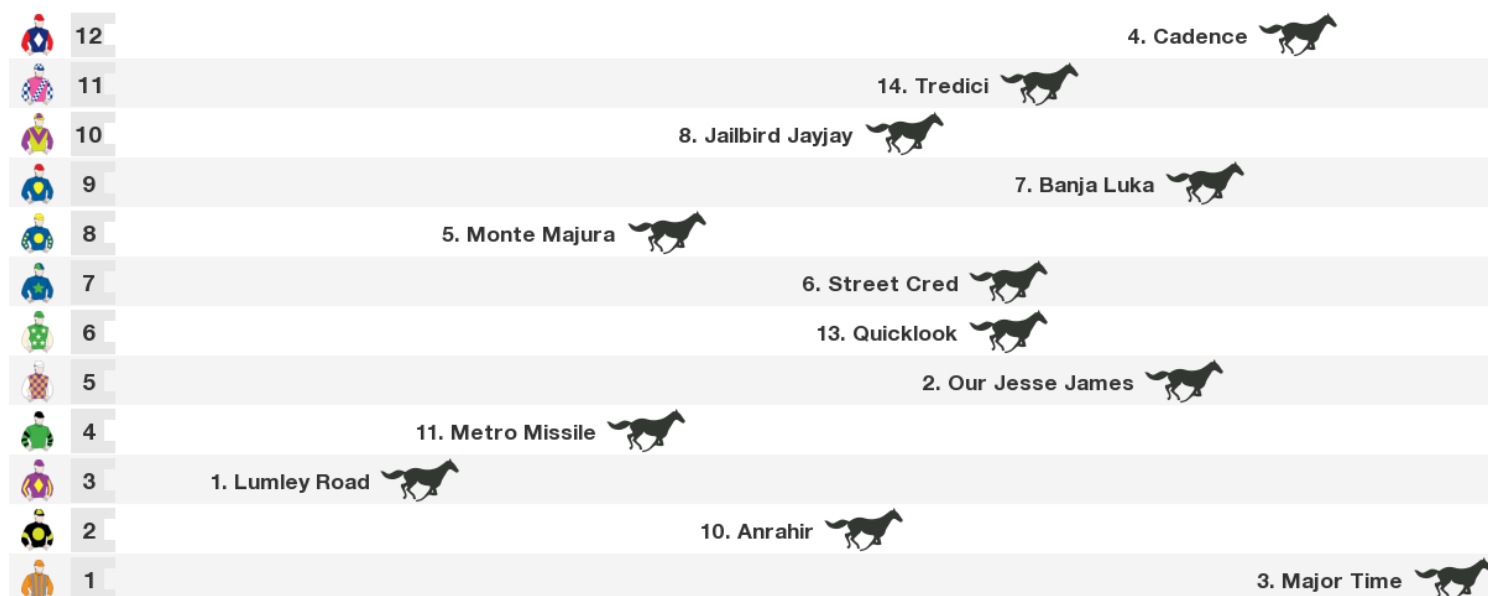 12 4. Cadence
11 14. Tredici
10 8. Jailbird Jayjay
9 7. Banja Luka
8 5. Monte Majura
7 6. Street Cred
6 13. Quicklook
5 2. Our Jesse James
4 11. Metro Missile
3 1. Lumley Road
2 10. Anrahir
1 3. Major Time